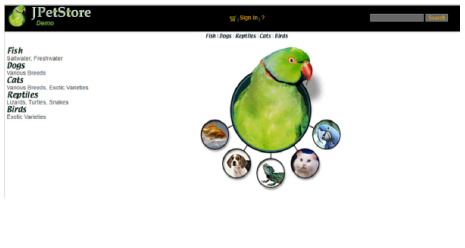 JPetStore
Demo
Sign In | ?
Search
Fish | Dogs | Reptiles | Cats | Birds
Fish
Saltwater, Freshwater
Dogs
Various Breeds
Cats
Various Breeds, Exotic Varieties
Reptiles
Lizards, Turtles, Snakes
Birds
Exotic Varieties